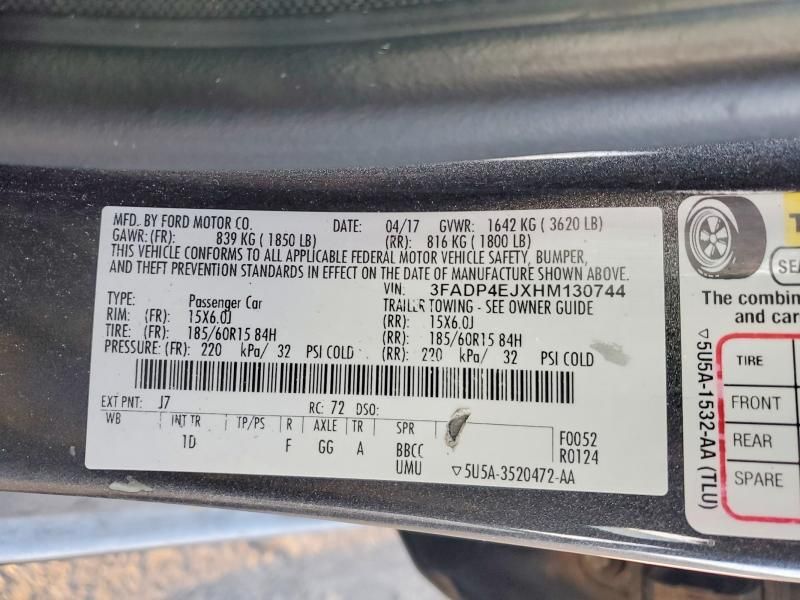 MFD. BY FORD MOTOR CO. DATE: 04/17 GVWR: 1642 KG ( 3620 LB)
GAWR: (FR): 839 KG ( 1850 LB) (RR): 816 KG ( 1800 LB)
THIS VEHICLE CONFORMS TO ALL APPLICABLE FEDERAL MOTOR VEHICLE SAFETY, BUMPER,
AND THEFT PREVENTION STANDARDS IN EFFECT ON THE DATE OF MANUFACTURE SHOWN ABOVE.
VIN: 3FADP4EJXHM130744
TYPE: Passenger Car TRAILER TOWING - SEE OWNER GUIDE
RIM: (FR): 15X6.0J (RR): 15X6.0J
TIRE: (FR): 185/60R15 84H (RR): 185/60R15 84H
PRESSURE: (FR): 220 kPa/ 32 PSI COLD (RR): 220 kPa/ 32 PSI COLD
EXT PNT: J7 RC: 72 DSO:
WB INT TR TP/PS R AXLE TR SPR
1D F GG A BBCC
UMU
F0052
R0124
▽5U5A-3520472-AA
▽5U5A-1532-AA (TLU)
T
SEA
The combin
and car
TIRE
FRONT
REAR
SPARE